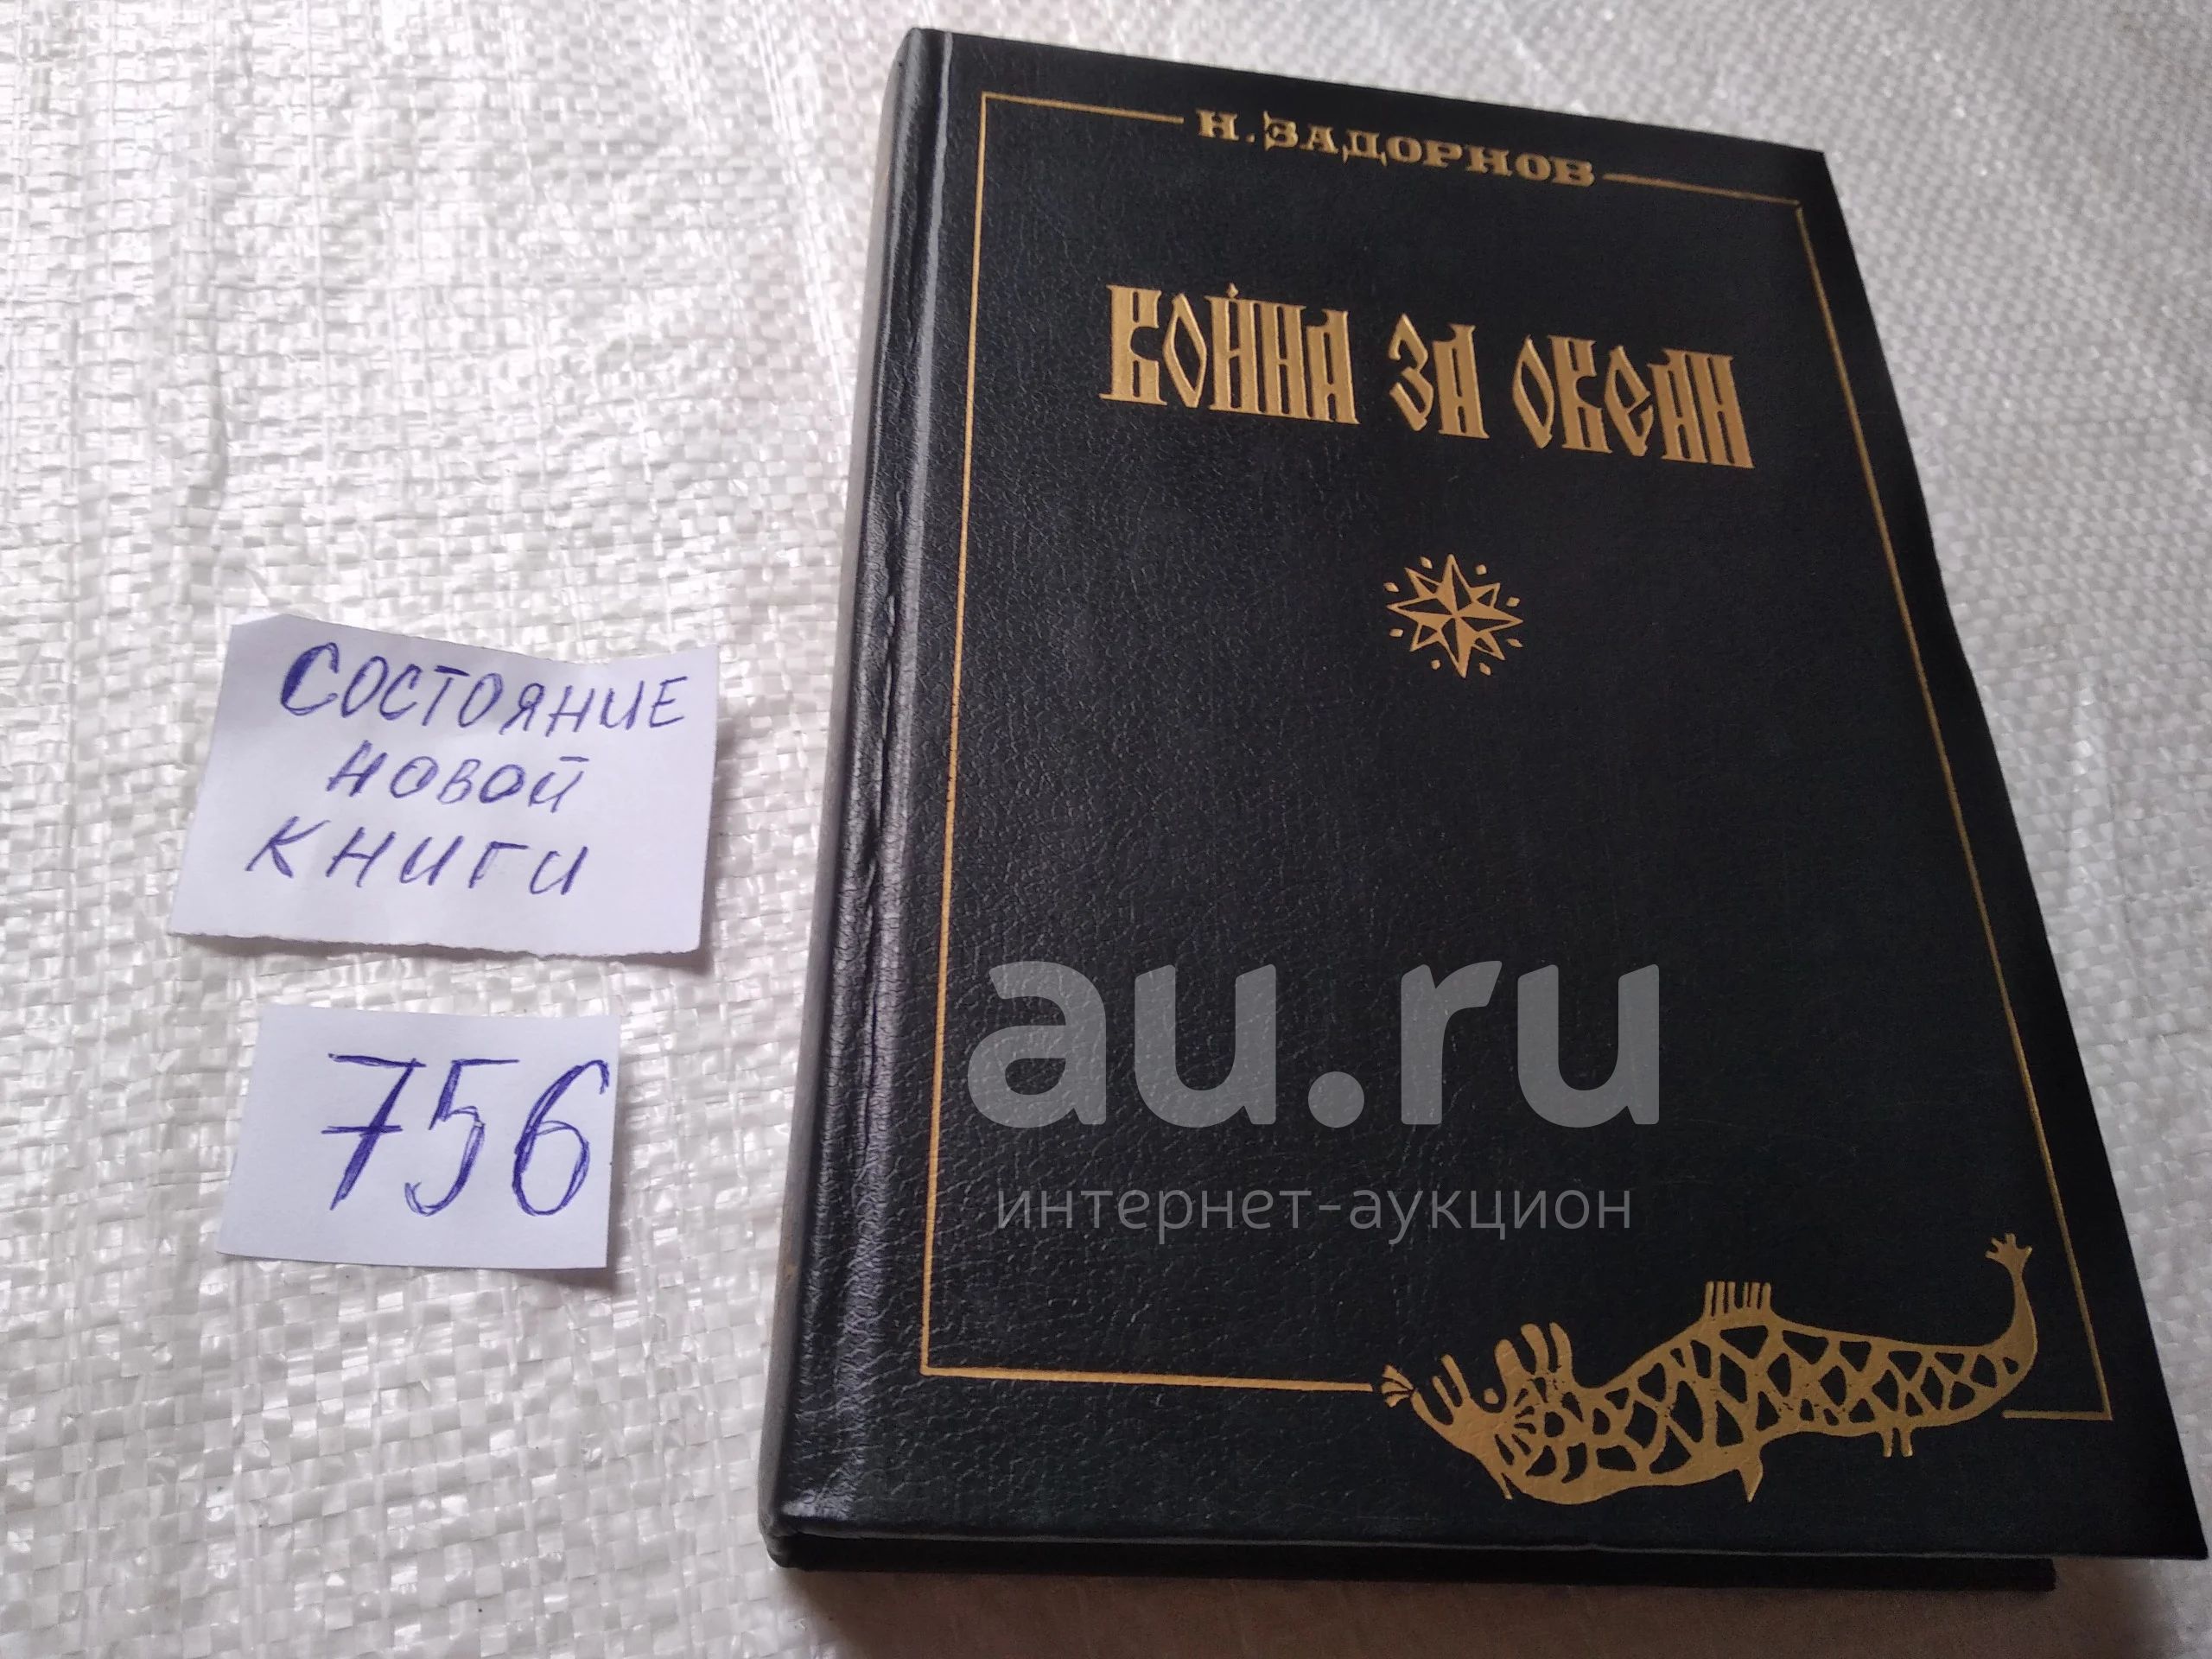 Н. ЗАДОРНОВ
ВОЙНА ЗА ОКЕАН
СОСТОЯНИЕ
НОВОЙ
КНИГИ
756
au.ru
интернет-аукцион